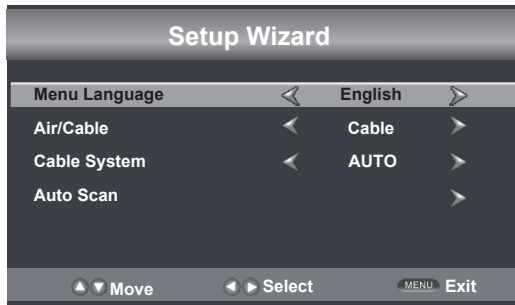 Setup Wizard
Menu Language English
Air/Cable Cable
Cable System AUTO
Auto Scan
Move Select MENU Exit